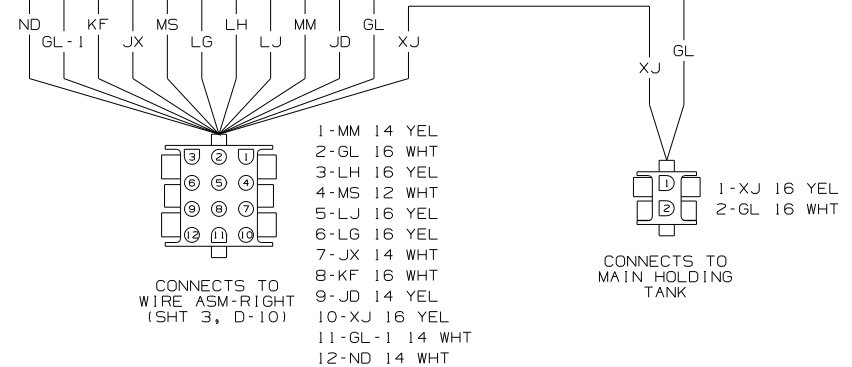 ND
GL-1
KF
JX
MS
LG
LH
LJ
MM
JD
GL
XJ
XJ
GL
3 2 1
6 5 4
9 8 7
12 11 10
CONNECTS TO
WIRE ASM-RIGHT
(SHT 3, D-10)
1-MM 14 YEL
2-GL 16 WHT
3-LH 16 YEL
4-MS 12 WHT
5-LJ 16 YEL
6-LG 16 YEL
7-JX 14 WHT
8-KF 16 WHT
9-JD 14 YEL
10-XJ 16 YEL
11-GL-1 14 WHT
12-ND 14 WHT
1
2
1-XJ 16 YEL
2-GL 16 WHT
CONNECTS TO
MAIN HOLDING
TANK